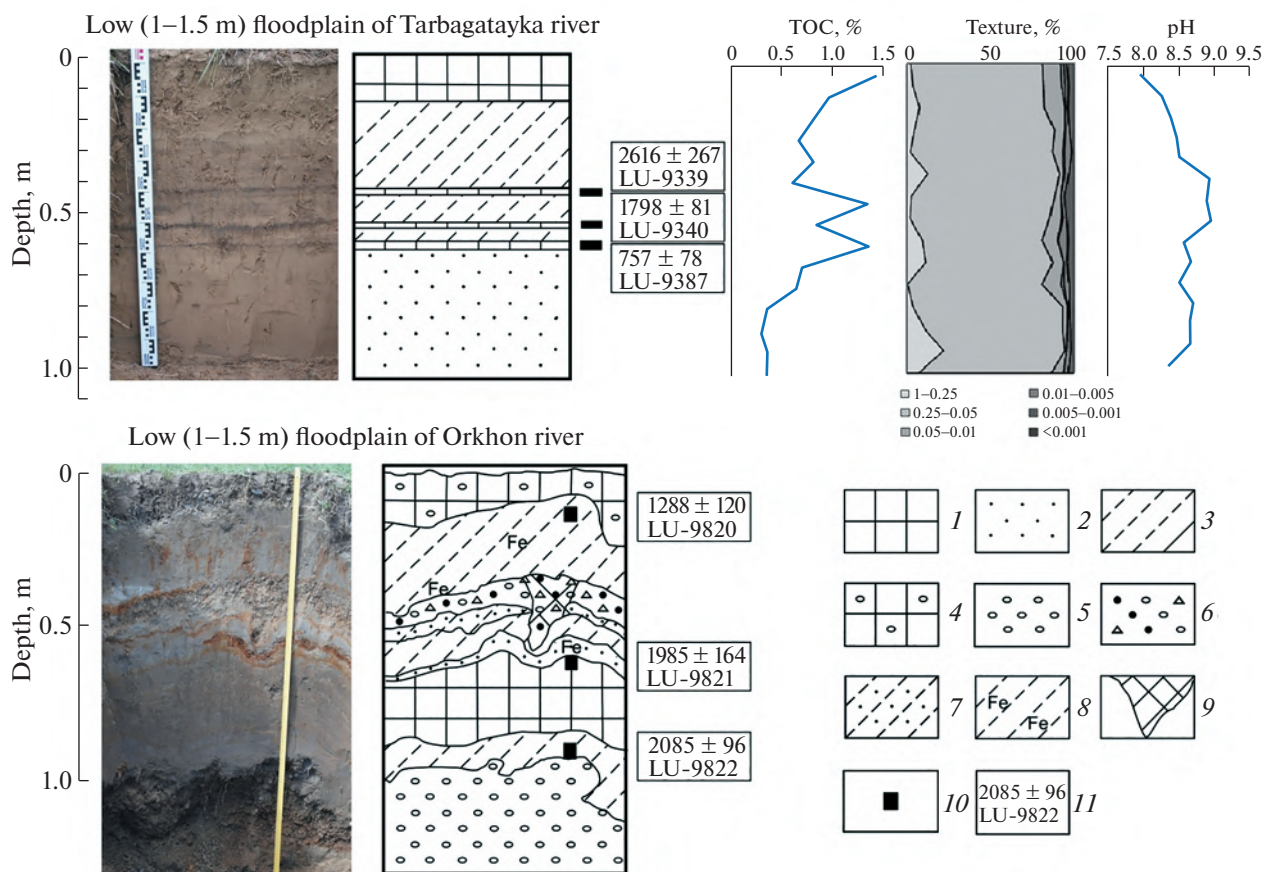 Low (1–1.5 m) floodplain of Tarbagatayka river
TOC, %
Texture, %
pH
0
0.5
1.0
1.5
0
50
100
7.5
8.0
8.5
9.0
9.5
Depth, m
0
0.5
1.0
2616 ± 267
LU-9339
1798 ± 81
LU-9340
757 ± 78
LU-9387
1–0.25
0.25–0.05
0.05–0.01
0.01–0.005
0.005–0.001
<0.001
Low (1–1.5 m) floodplain of Orkhon river
Depth, m
0
0.5
1.0
Fe
Fe
Fe
1288 ± 120
LU-9820
1985 ± 164
LU-9821
2085 ± 96
LU-9822
1
2
3
4
5
6
7
Fe
Fe
8
9
10
2085 ± 96
LU-9822
11